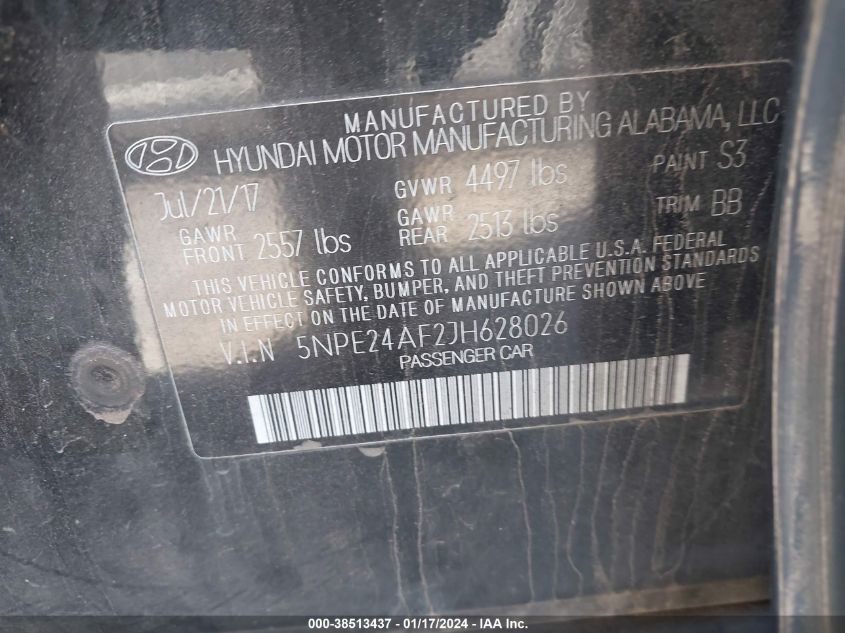 MANUFACTURED BY
HYUNDAI MOTOR MANUFACTURING ALABAMA, LLC
Jul/21/17 GVWR 4497 lbs PAINT S3
GAWR FRONT 2557 lbs GAWR REAR 2513 lbs TRIM BB
THIS VEHICLE CONFORMS TO ALL APPLICABLE U.S.A. FEDERAL
MOTOR VEHICLE SAFETY, BUMPER, AND THEFT PREVENTION STANDARDS
IN EFFECT ON THE DATE OF MANUFACTURE SHOWN ABOVE
V.I.N 5NPE24AF2JH628026
PASSENGER CAR
000-38513437 - 01/17/2024 - IAA Inc.